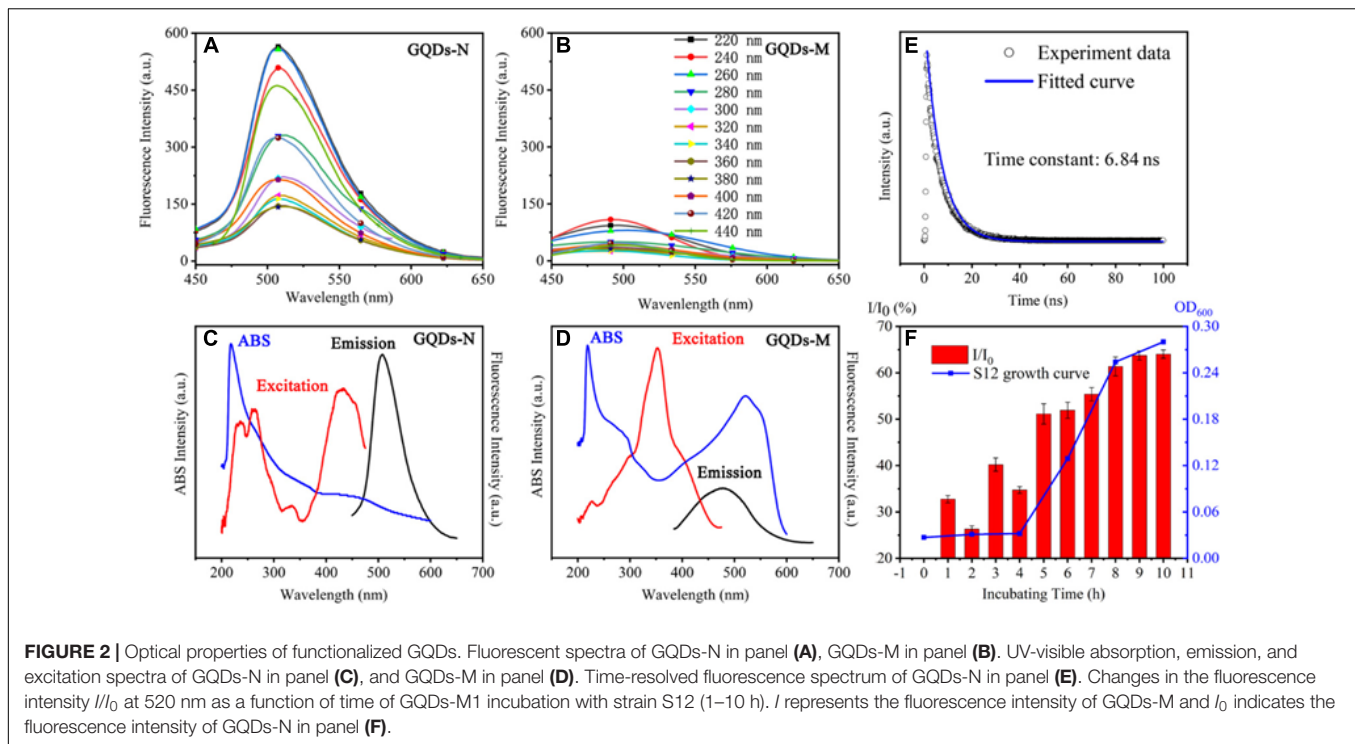 A
GQDs-N
Fluorescence Intensity (a.u.)
600
450
300
150
0
450 500 550 600 650
Wavelength (nm)
B
GQDs-M
Fluorescence Intensity (a.u.)
600
450
300
150
0
220 nm
240 nm
260 nm
280 nm
300 nm
320 nm
340 nm
360 nm
380 nm
400 nm
420 nm
440 nm
450 500 550 600 650
Wavenlength (nm)
E
Experiment data
Fitted curve
Time constant: 6.84 ns
Intensity (a.u.)
0 20 40 60 80 100
Time (ns)
C
GQDs-N
ABS
Emission
Excitation
ABS Intensity (a.u.)
Fluorescence Intensity (a.u.)
200 300 400 500 600 700
Wavelength (nm)
D
GQDs-M
ABS
Excitation
Emission
ABS Intensity (a.u.)
Fluorescence Intensity (a.u.)
200 300 400 500 600 700
Wavelength (nm)
I/I0 (%)
OD600
F
I/I0
S12 growth curve
70
60
50
40
30
20
0.30
0.24
0.18
0.12
0.06
0.00
-1 0 1 2 3 4 5 6 7 8 9 10 11
Incubating Time (h)
FIGURE 2 | Optical properties of functionalized GQDs. Fluorescent spectra of GQDs-N in panel (A), GQDs-M in panel (B). UV-visible absorption, emission, and
excitation spectra of GQDs-N in panel (C), and GQDs-M in panel (D). Time-resolved fluorescence spectrum of GQDs-N in panel (E). Changes in the fluorescence
intensity I/I0 at 520 nm as a function of time of GQDs-M1 incubation with strain S12 (1–10 h). I represents the fluorescence intensity of GQDs-M and I0 indicates the
fluorescence intensity of GQDs-N in panel (F).